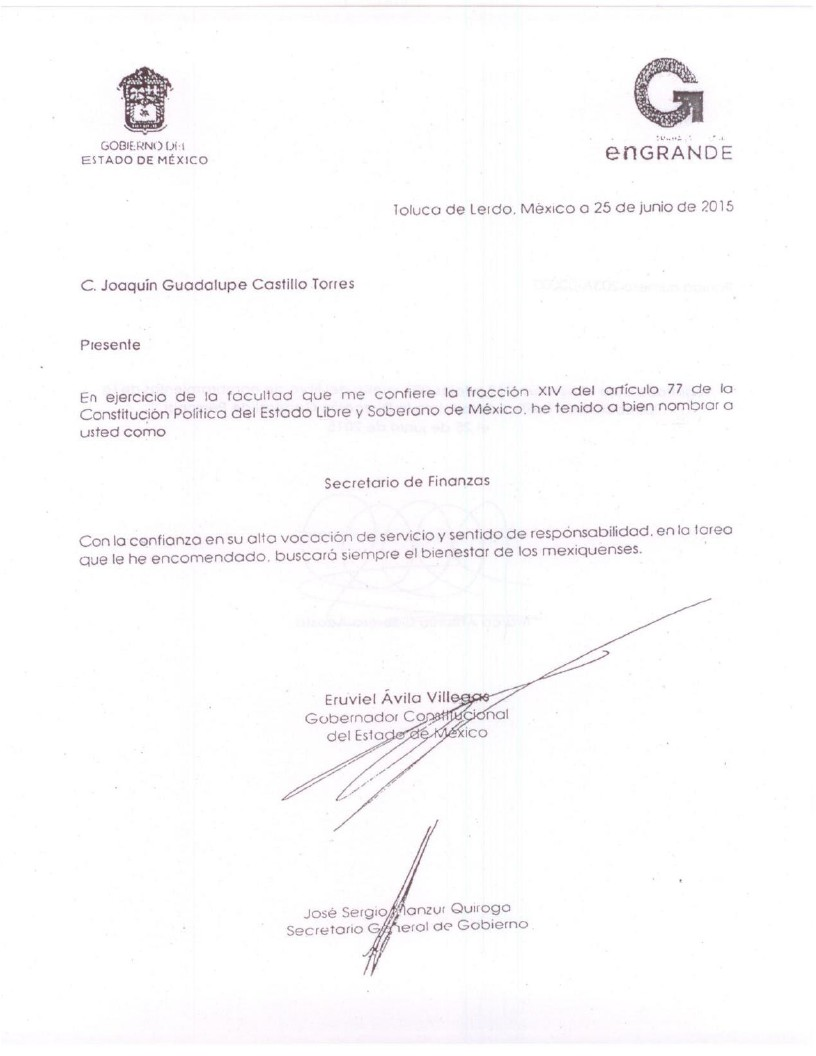 GOBIERNO DEL
ESTADO DE MÉXICO
enGRANDE
Toluca de Lerdo, México a 25 de junio de 2015
C. Joaquín Guadalupe Castillo Torres
Presente
En ejercicio de la facultad que me confiere la fracción XIV del artículo 77 de la
Constitución Política del Estado Libre y Soberano de México, he tenido a bien nombrar a
usted como
Secretario de Finanzas
Con la confianza en su alta vocación de servicio y sentido de responsabilidad, en la tarea
que le he encomendado, buscará siempre el bienestar de los mexiquenses.
Eruviel Ávila Villegas
Gobernador Constitucional
del Estado de México
José Sergio Manzur Quiroga
Secretario General de Gobierno